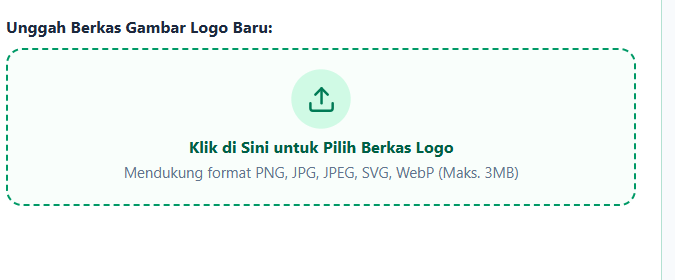 Unggah Berkas Gambar Logo Baru:
Klik di Sini untuk Pilih Berkas Logo
Mendukung format PNG, JPG, JPEG, SVG, WebP (Maks. 3MB)